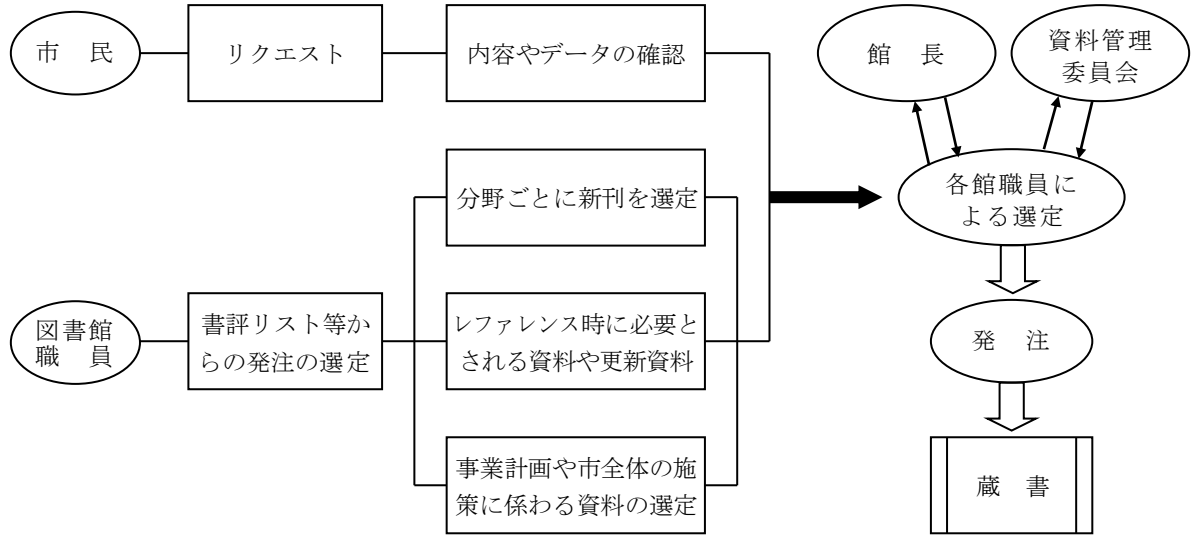 市　民
リクエスト
内容やデータの確認
館　長
資料管理
委員会
分野ごとに新刊を選定
各館職員に
よる選定
図書館
職　員
書評リスト等か
らの発注の選定
レファレンス時に必要と
される資料や更新資料
発　注
事業計画や市全体の施
策に係わる資料の選定
蔵　書